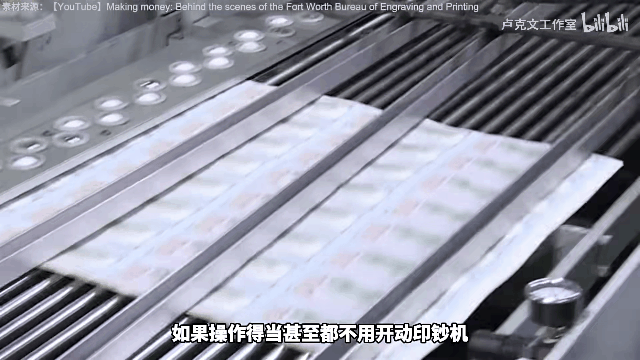 素材来源：【YouTube】Making money: Behind the scenes of the Fort Worth Bureau of Engraving and Printing
卢克文工作室 bilibili
如果操作得当甚至都不用开动印钞机